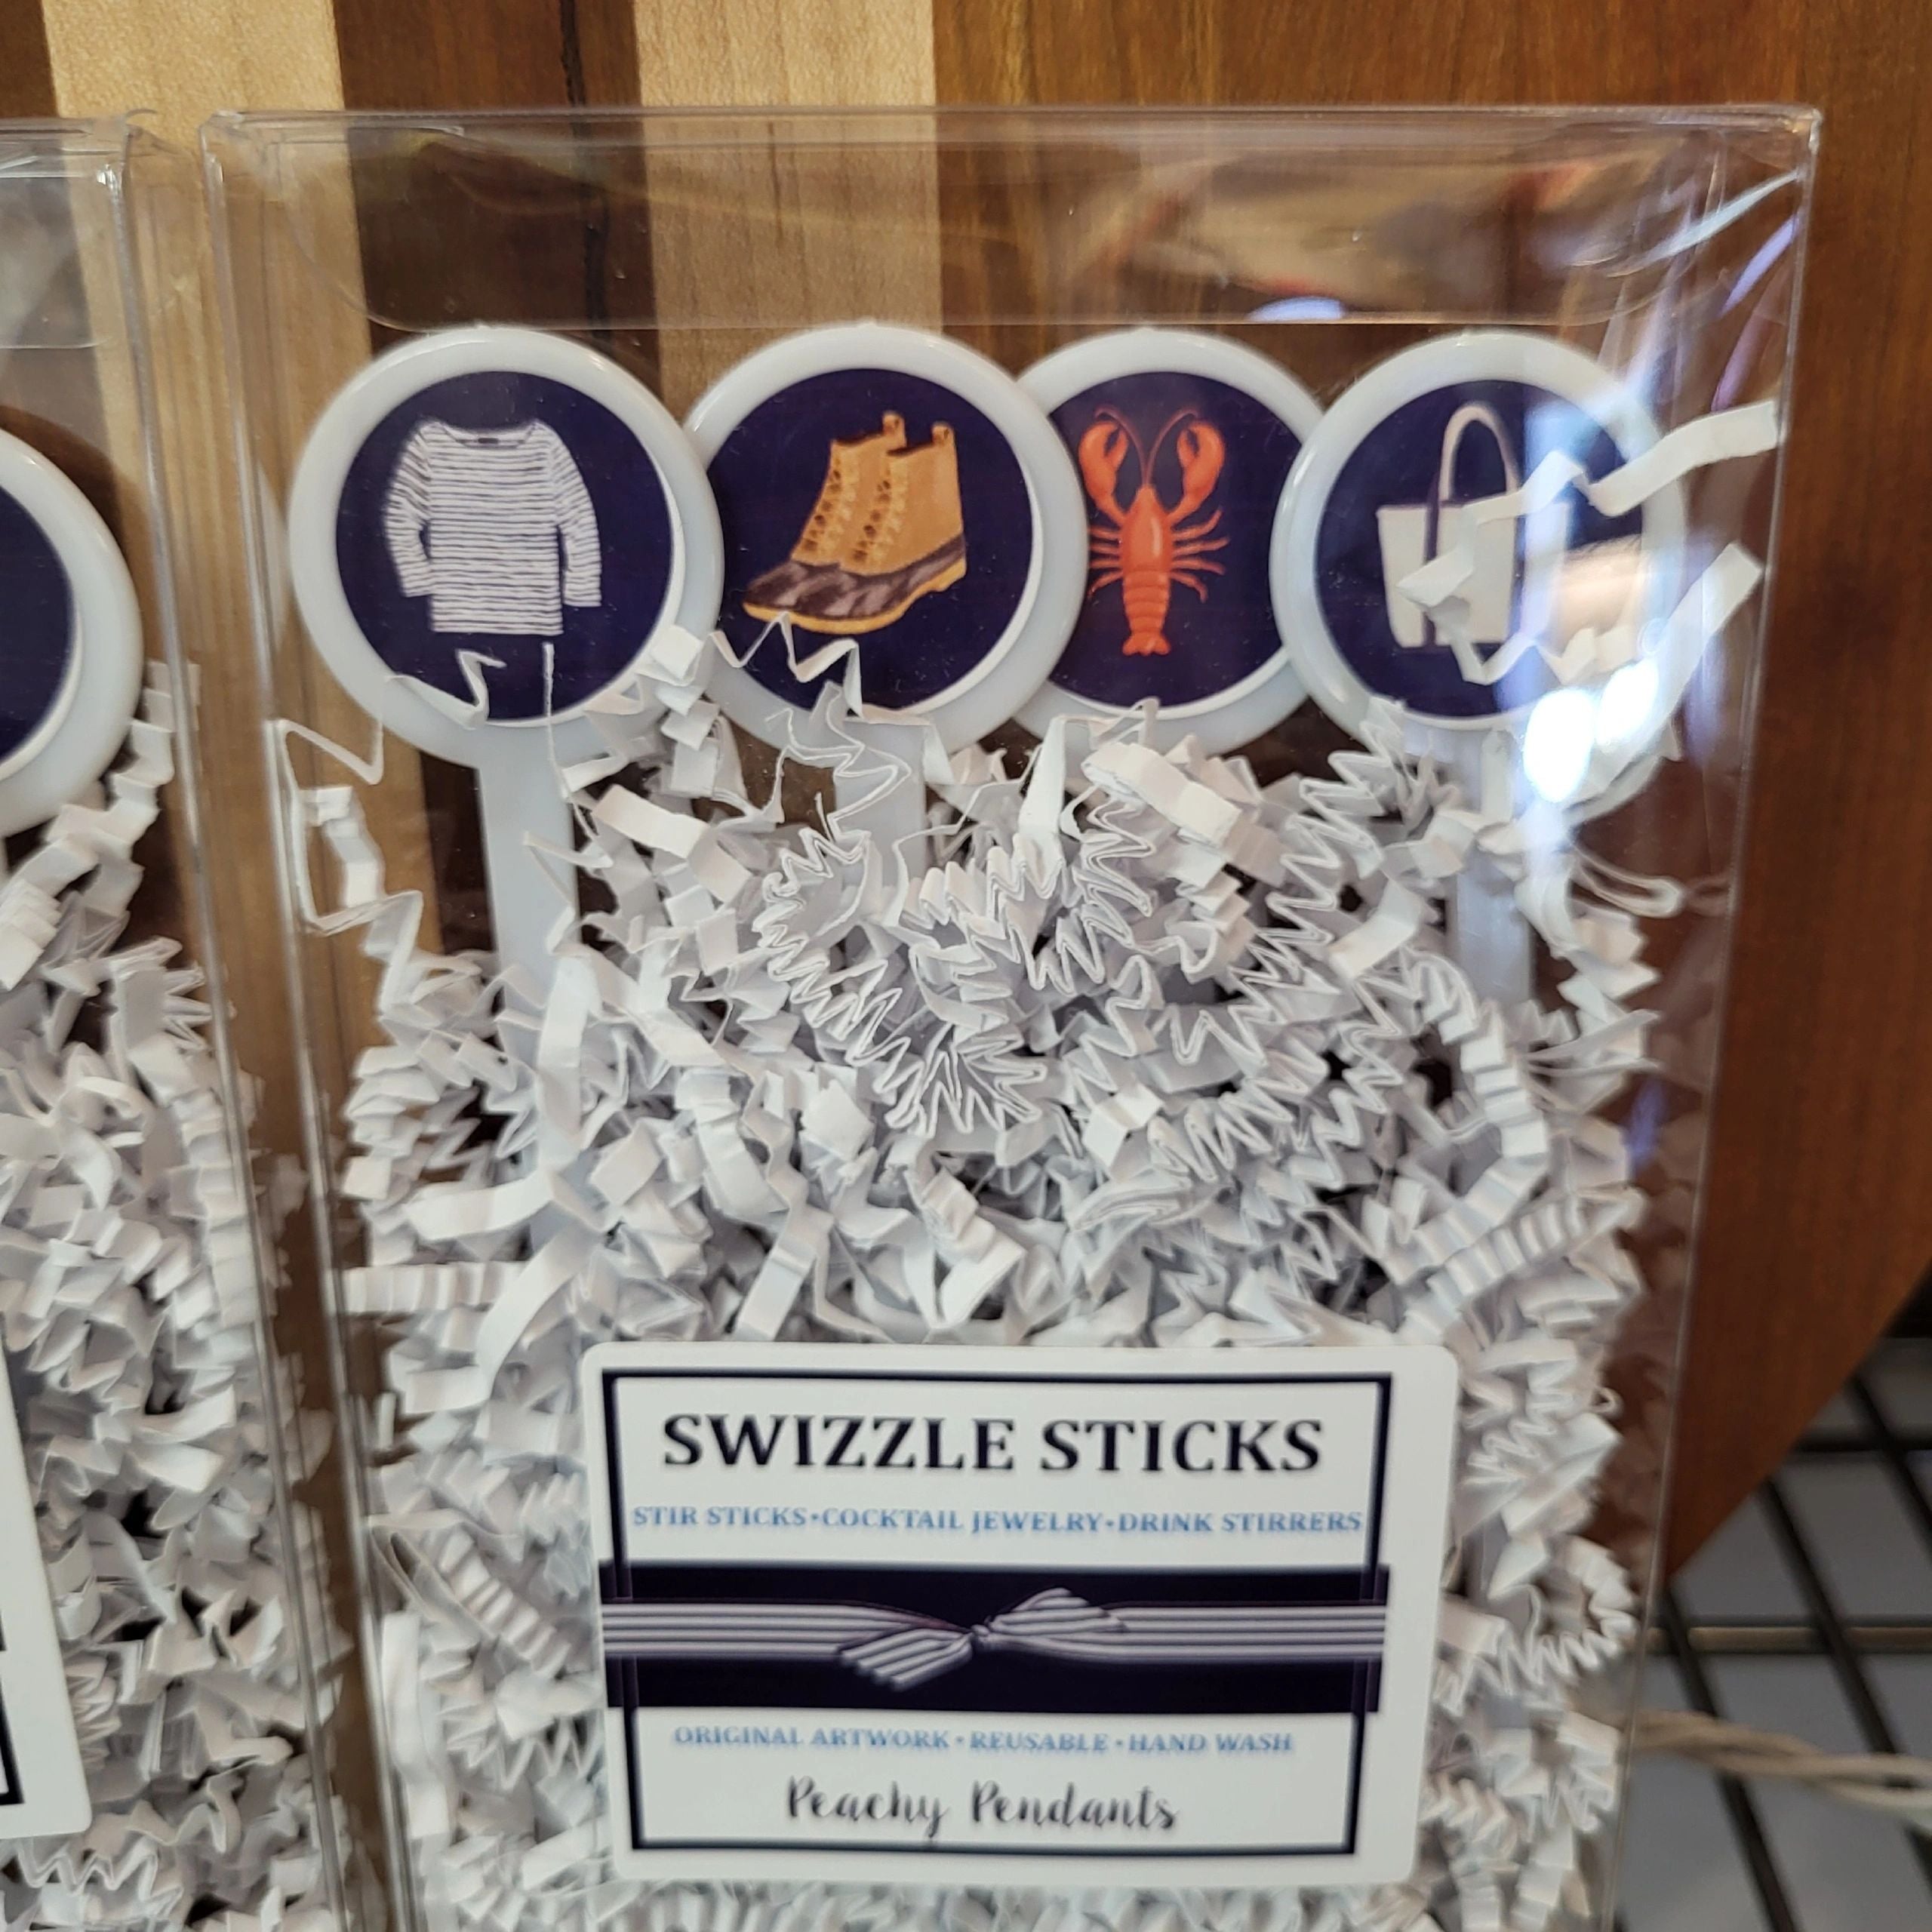 SWIZZLE STICKS
STIR STICKS•COCKTAIL JEWELRY•DRINK STIRRERS
ORIGINAL ARTWORK • REUSABLE • HAND WASH
Peachy Pendants